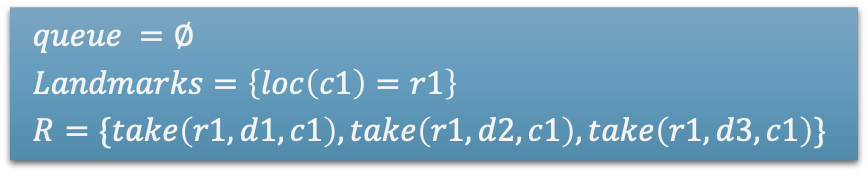 queue = ∅
Landmarks = {loc(c1) = r1}
R = {take(r1, d1, c1), take(r1, d2, c1), take(r1, d3, c1)}